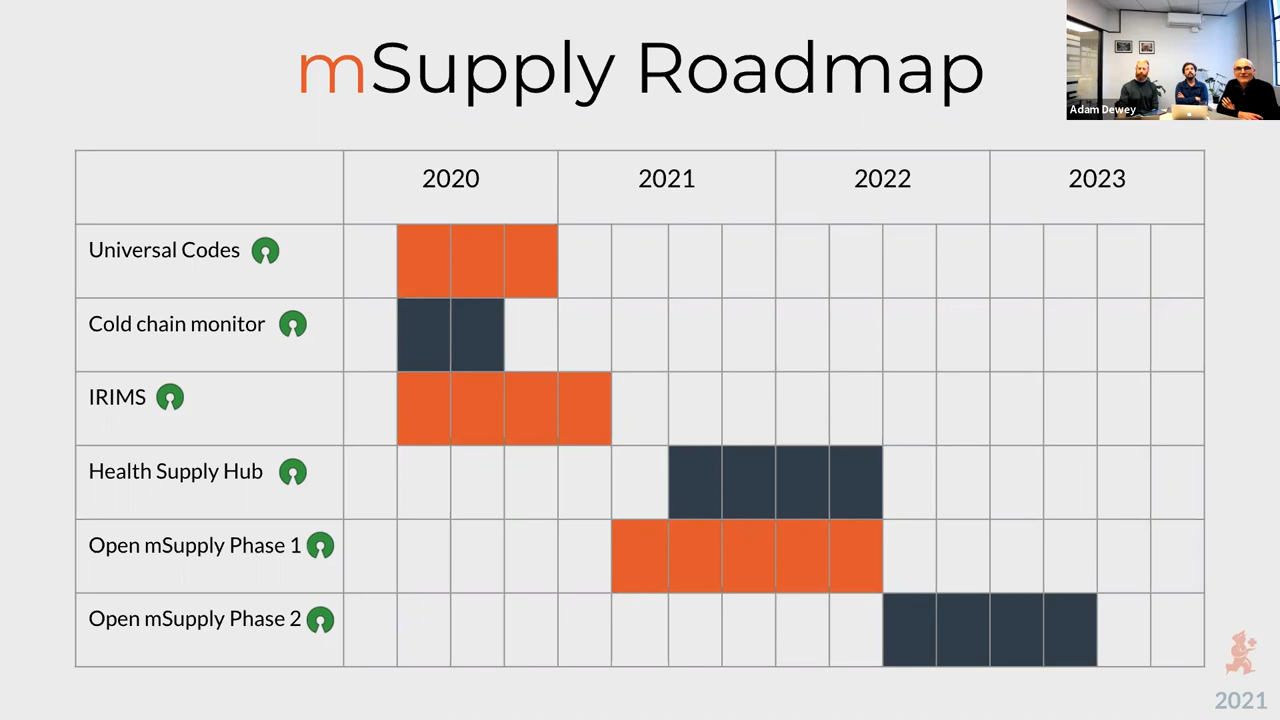 mSupply Roadmap
Adam Dewey
2020 2021 2022 2023
Universal Codes
Cold chain monitor
IRIMS
Health Supply Hub
Open mSupply Phase 1
Open mSupply Phase 2
2021